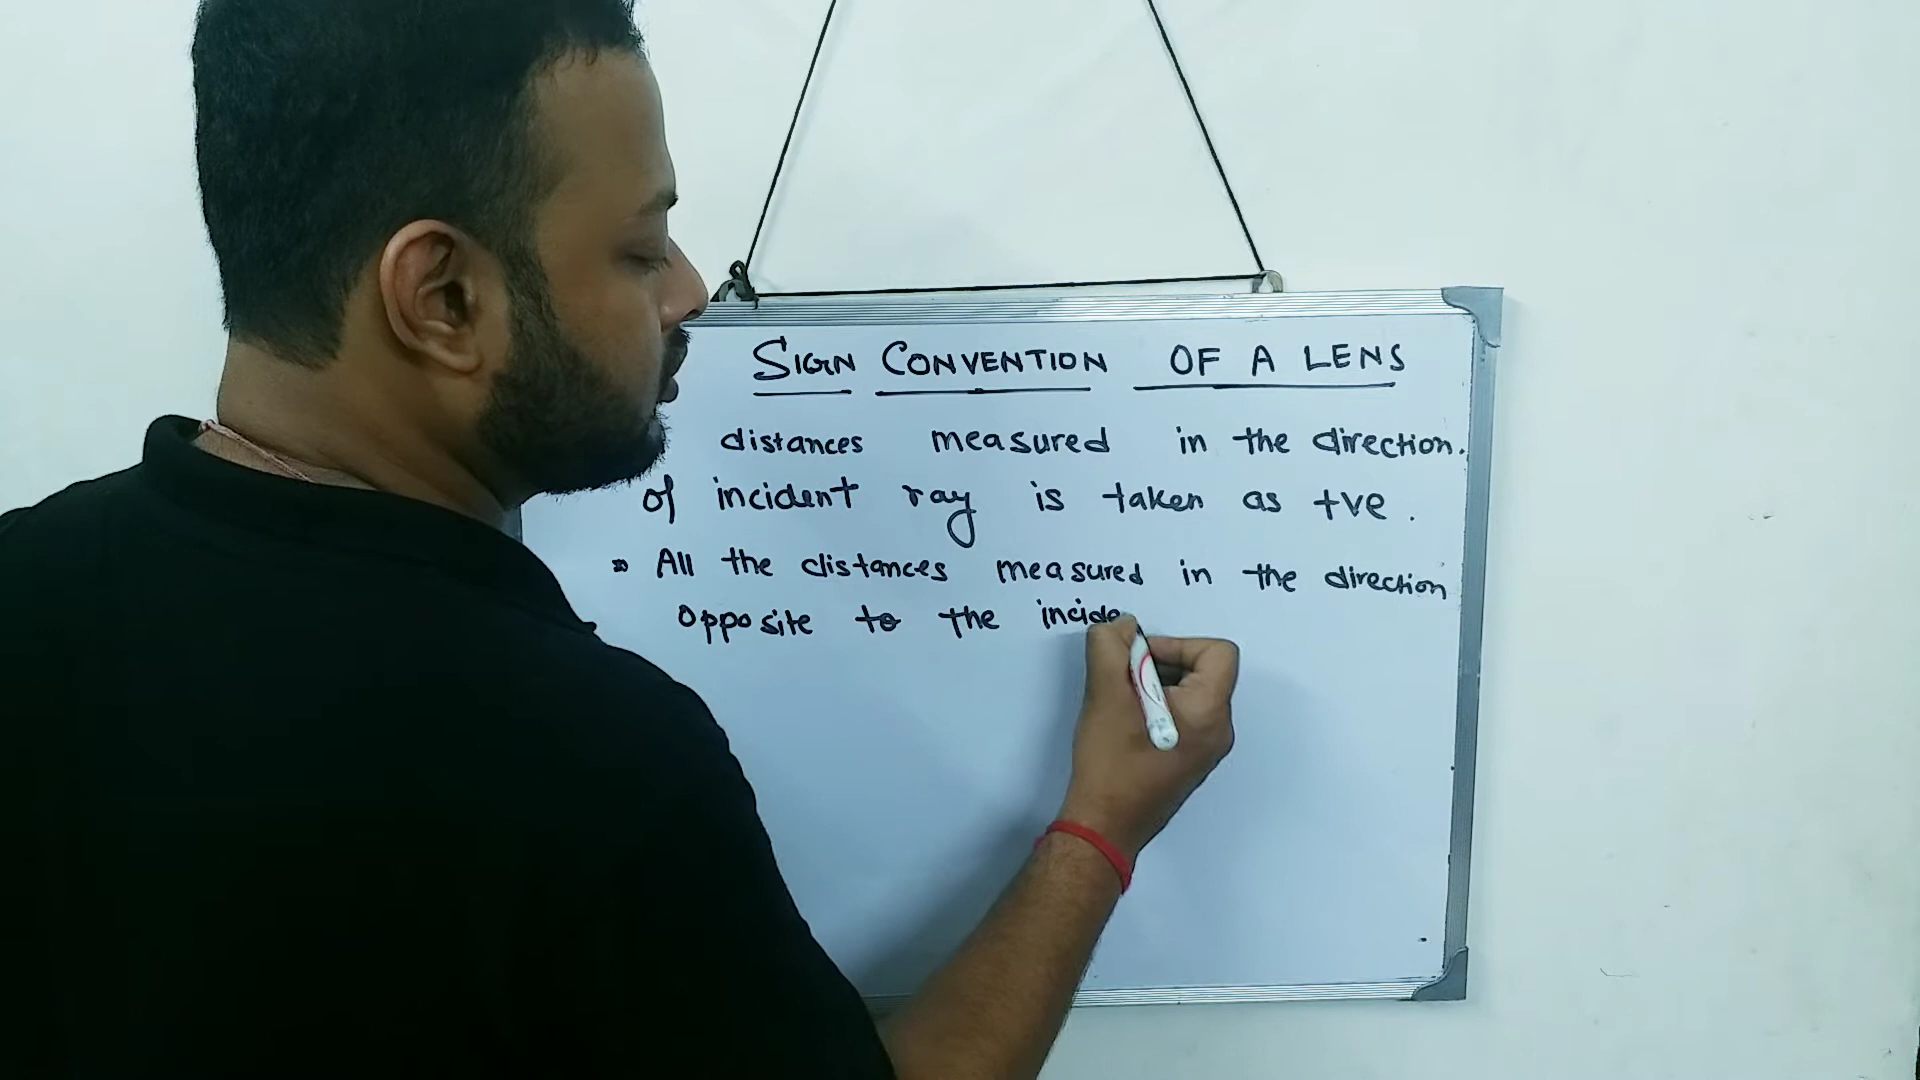 SIGN CONVENTION OF A LENS
distances measured in the direction.
of incident ray is taken as +ve.
» All the distances measured in the direction
opposite to the incide